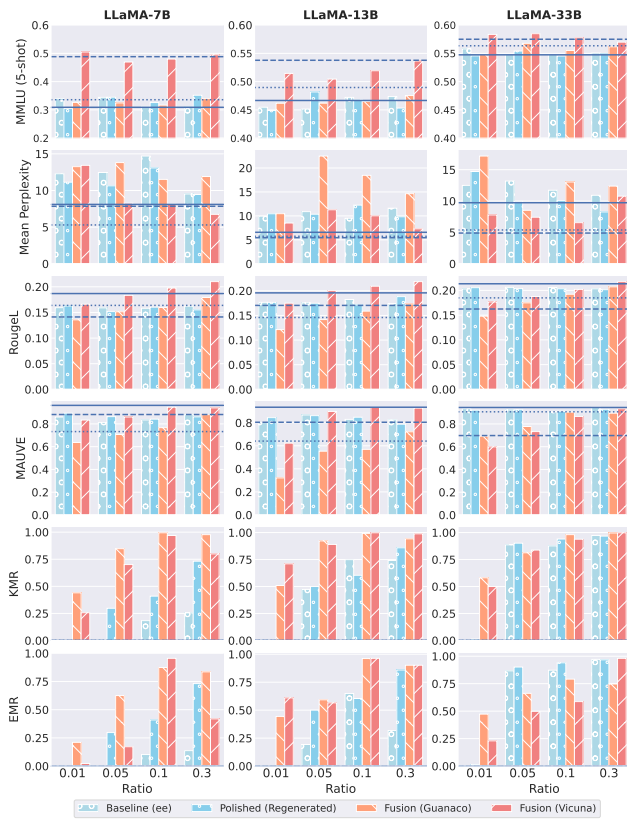 LLaMA-7B LLaMA-13B LLaMA-33B
MMLU (5-shot)
0.6 0.5 0.4 0.3 0.2
0.60 0.55 0.50 0.45 0.40
0.60 0.55 0.50 0.45 0.40
Mean Perplexity
15 10 5 0
20 15 10 5 0
15 10 5 0
RougeL
0.20 0.15 0.10 0.05 0.00
0.20 0.15 0.10 0.05 0.00
0.20 0.15 0.10 0.05 0.00
MAUVE
0.8 0.6 0.4 0.2 0.0
0.8 0.6 0.4 0.2 0.0
0.8 0.6 0.4 0.2 0.0
KMR
1.00 0.75 0.50 0.25 0.00
1.00 0.75 0.50 0.25 0.00
1.00 0.75 0.50 0.25 0.00
EMR
1.00 0.75 0.50 0.25 0.00
1.00 0.75 0.50 0.25 0.00
1.00 0.75 0.50 0.25 0.00
0.01 0.05 0.1 0.3 0.01 0.05 0.1 0.3 0.01 0.05 0.1 0.3
Ratio Ratio Ratio
Baseline (ee) Polished (Regenerated) Fusion (Guanaco) Fusion (Vicuna)